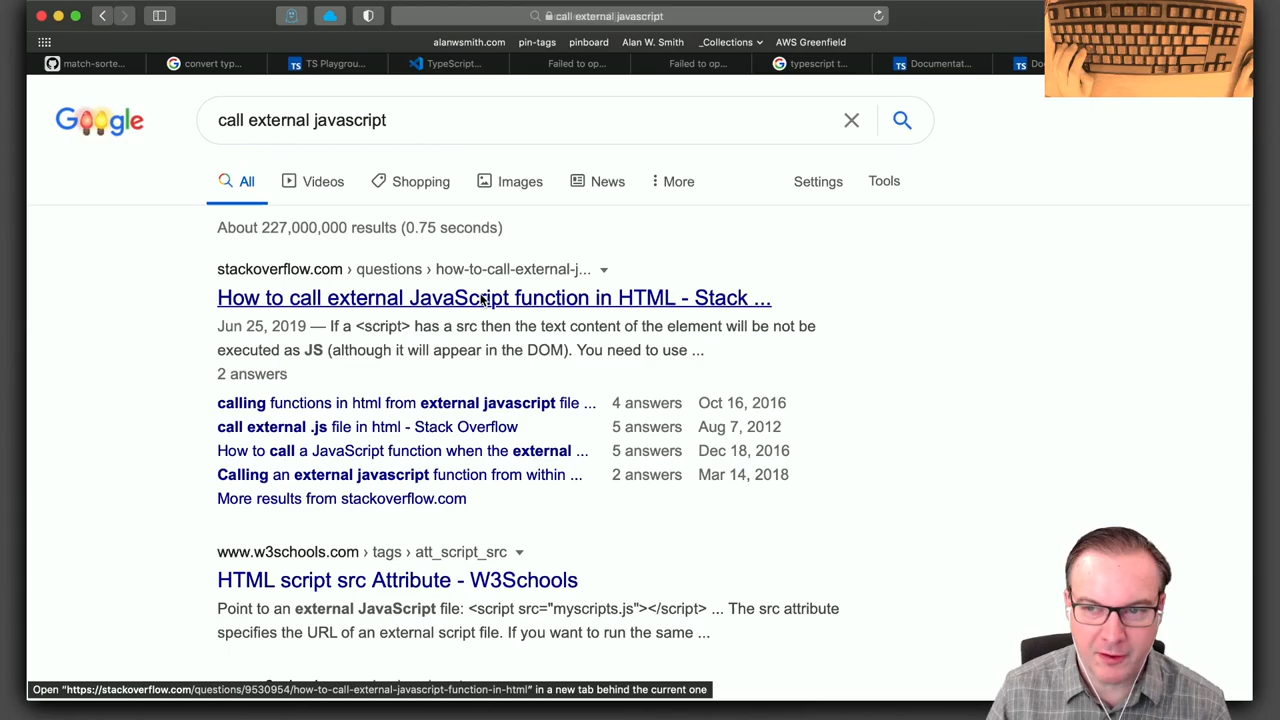 call external javascript
alanwsmith.com pin-tags pinboard Alan W. Smith _Collections AWS Greenfield
match-sorte... convert typ... TS Playgrou... TypeScript... Failed to op... Failed to op... typescript t... Documentat... Do
Google
call external javascript
All Videos Shopping Images News More Settings Tools
About 227,000,000 results (0.75 seconds)
stackoverflow.com › questions › how-to-call-external-j...
How to call external JavaScript function in HTML - Stack ...
Jun 25, 2019 — If a <script> has a src then the text content of the element will be not be
executed as JS (although it will appear in the DOM). You need to use ...
2 answers
calling functions in html from external javascript file ... 4 answers Oct 16, 2016
call external .js file in html - Stack Overflow 5 answers Aug 7, 2012
How to call a JavaScript function when the external ... 5 answers Dec 18, 2016
Calling an external javascript function from within ... 2 answers Mar 14, 2018
More results from stackoverflow.com
www.w3schools.com › tags › att_script_src
HTML script src Attribute - W3Schools
Point to an external JavaScript file: <script src="myscripts.js"></script> ... The src attribute
specifies the URL of an external script file. If you want to run the same ...
Open "https://stackoverflow.com/questions/9530954/how-to-call-external-javascript-function-in-html" in a new tab behind the current one